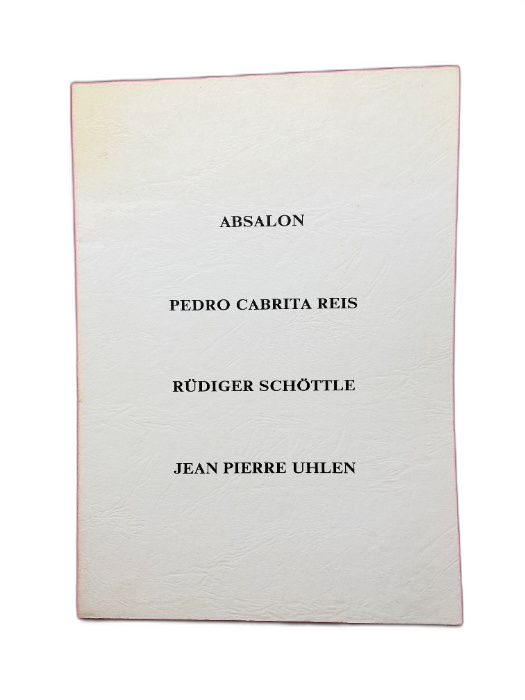 ABSALON
PEDRO CABRITA REIS
RÜDIGER SCHÖTTLE
JEAN PIERRE UHLEN